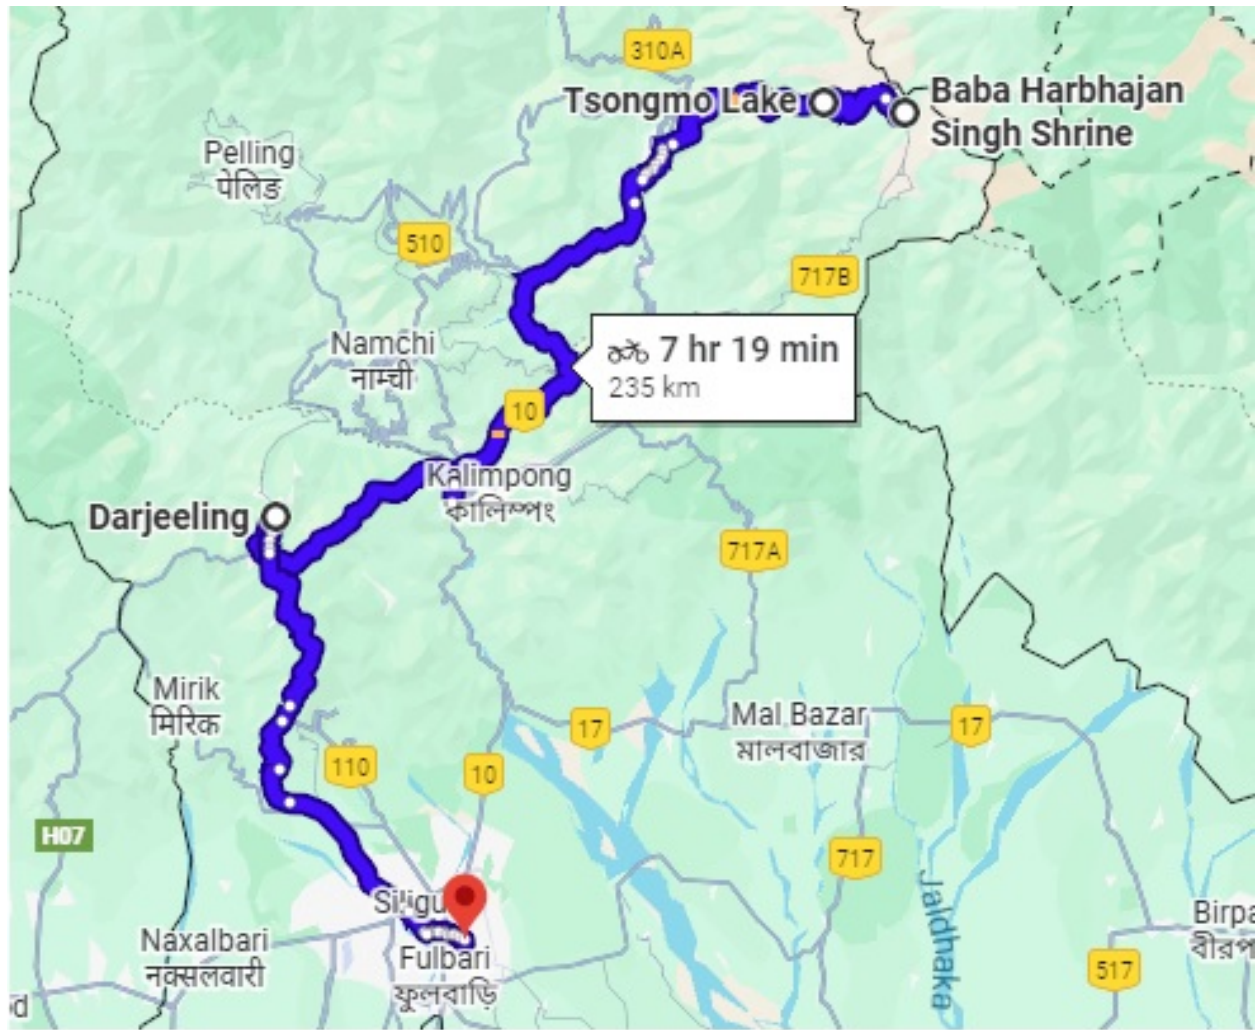 310A
Tsongmo Lake
Baba Harbhajan
Singh Shrine
Pelling
पेलिङ
510
717B
Namchi
नाम्ची
7 hr 19 min
235 km
10
Kalimpong
কালিম্পং
Darjeeling
717A
Mirik
मिरिक
Mal Bazar
মালবাজার
17
17
110
10
H07
717
Siligu
Jaldhaka
Birpa
বীরপ
Naxalbari
नक्सलवारी
Fulbari
ফুলবাড়ি
517
od